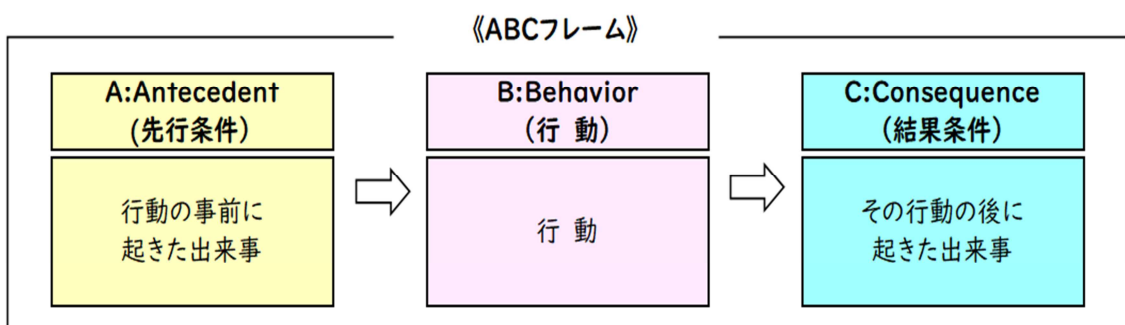 《ABCフレーム》
A:Antecedent
(先行条件)
行動の事前に
起きた出来事
B:Behavior
(行 動)
行 動
C:Consequence
(結果条件)
その行動の後に
起きた出来事